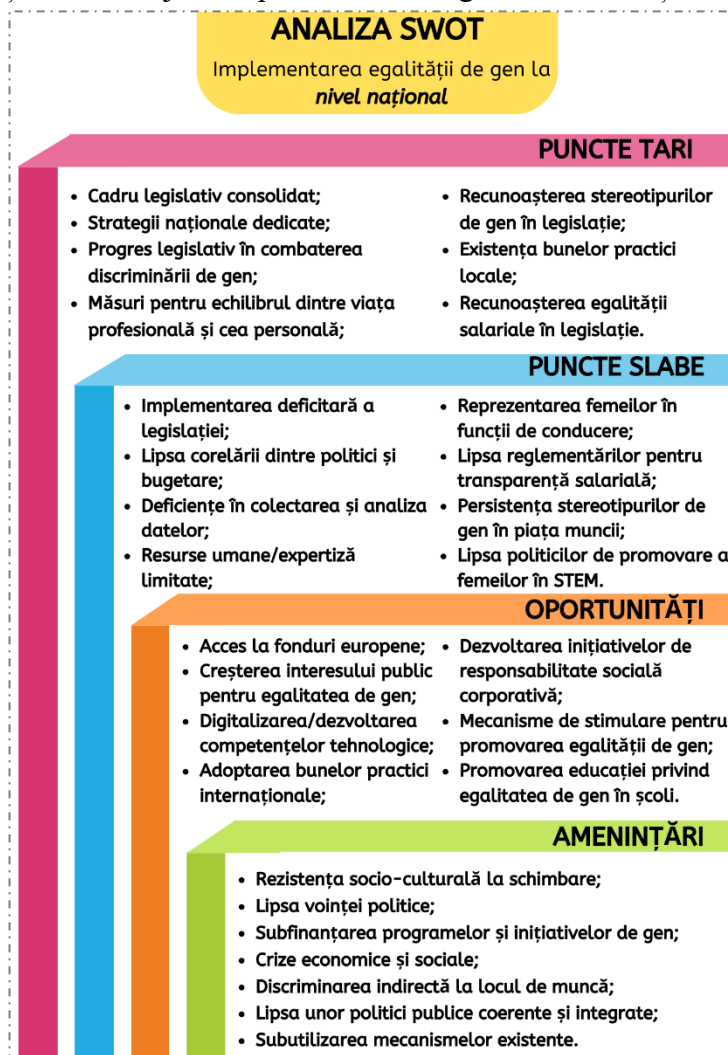 ANALIZA SWOT
Implementarea egalității de gen la
nivel național
PUNCTE TARI
• Cadru legislativ consolidat;
• Strategii naționale dedicate;
• Progres legislativ în combaterea
discriminării de gen;
• Măsuri pentru echilibrul dintre viața
profesională și cea personală;
• Recunoașterea stereotipurilor
de gen în legislație;
• Existența bunelor practici
locale;
• Recunoașterea egalității
salariale în legislație.
PUNCTE SLABE
• Implementarea deficitară a
legislației;
• Lipsa corelării dintre politici și
bugetare;
• Deficiențe în colectarea și analiza
datelor;
• Resurse umane/expertiză
limitate;
• Reprezentarea femeilor în
funcții de conducere;
• Lipsa reglementărilor pentru
transparență salarială;
• Persistența stereotipurilor de
gen în piața muncii;
• Lipsa politicilor de promovare a
femeilor în STEM.
OPORTUNITĂȚI
• Acces la fonduri europene;
• Creșterea interesului public
pentru egalitatea de gen;
• Digitalizarea/dezvoltarea
competențelor tehnologice;
• Adoptarea bunelor practici
internaționale;
• Dezvoltarea inițiativelor de
responsabilitate socială
corporativă;
• Mecanisme de stimulare pentru
promovarea egalității de gen;
• Promovarea educației privind
egalitatea de gen în școli.
AMENINȚĂRI
• Rezistența socio-culturală la schimbare;
• Lipsa voinței politice;
• Subfinanțarea programelor și inițiativelor de gen;
• Crize economice și sociale;
• Discriminarea indirectă la locul de muncă;
• Lipsa unor politici publice coerente și integrate;
• Subutilizarea mecanismelor existente.